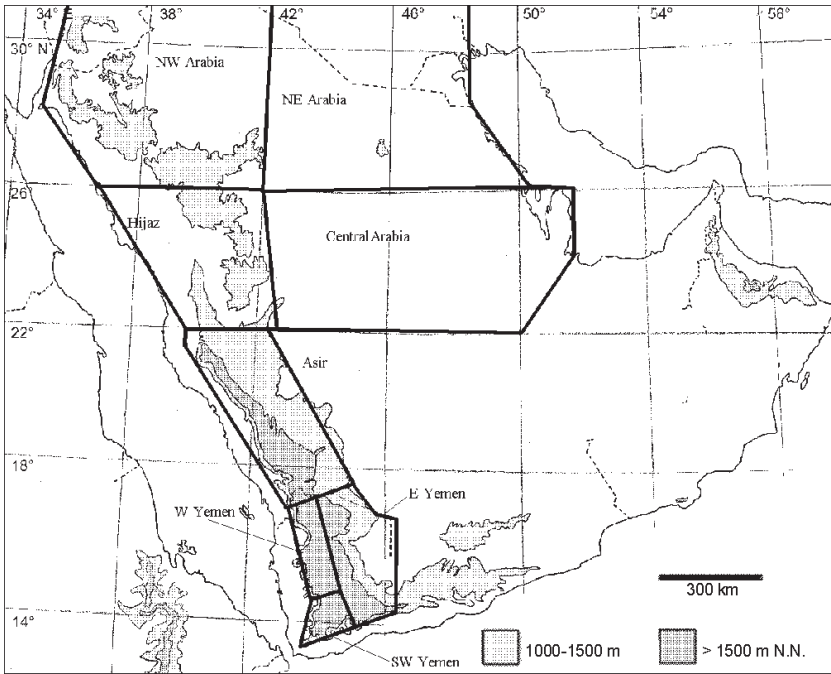 34° E 38° 42° 46° 50° 54° 58°
30° N
NW Arabia
NE Arabia
26°
Hijaz
Central Arabia
22°
Asir
18°
E Yemen
W Yemen
300 km
14°
1000-1500 m
> 1500 m N.N.
SW Yemen